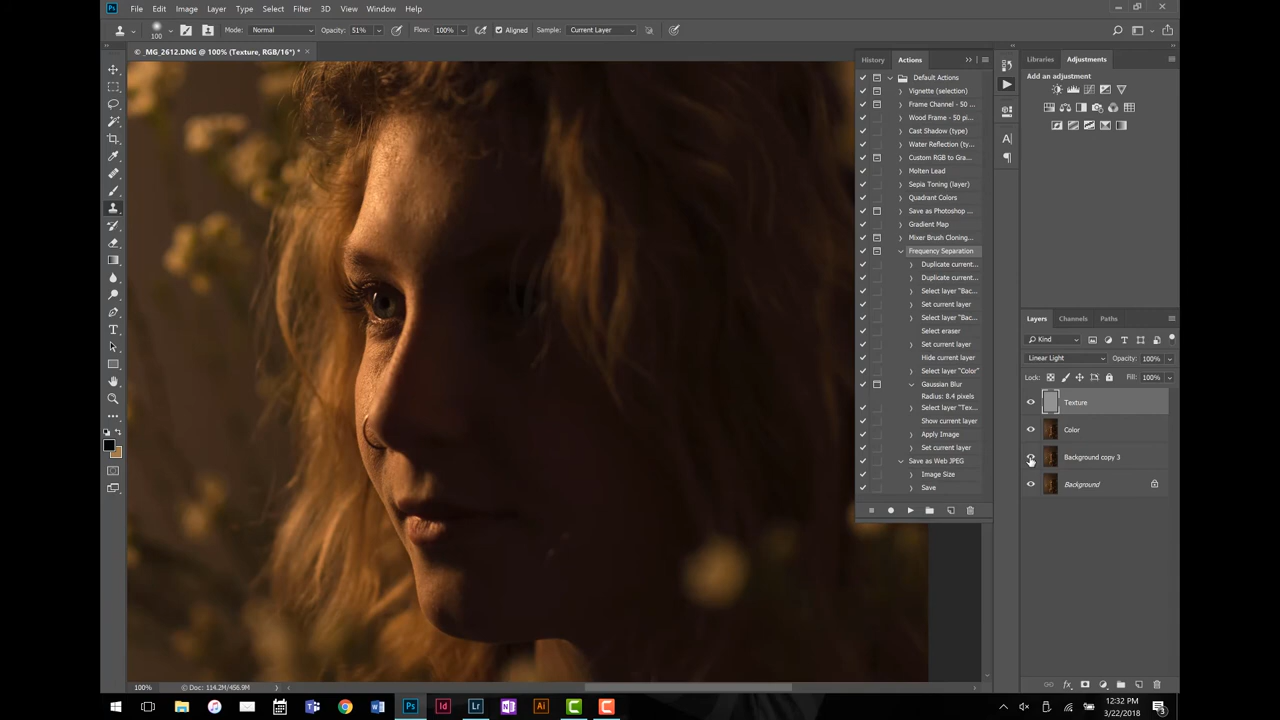 Ps File Edit Image Layer Type Select Filter 3D View Window Help
100 Mode: Normal Opacity: 51% Flow: 100% Aligned Sample: Current Layer
© _MG_2612.DNG @ 100% (Texture, RGB/16*) * ×
History Actions
Default Actions
Vignette (selection)
Frame Channel - 50 ...
Wood Frame - 50 pi...
Cast Shadow (type)
Water Reflection (ty...
Custom RGB to Gra...
Molten Lead
Sepia Toning (layer)
Quadrant Colors
Save as Photoshop ...
Gradient Map
Mixer Brush Cloning...
Frequency Separation
Duplicate current...
Duplicate current...
Select layer "Bac...
Set current layer
Select layer "Bac...
Select eraser
Set current layer
Hide current layer
Select layer "Color"
Gaussian Blur
Radius: 8.4 pixels
Select layer "Tex...
Show current layer
Apply Image
Set current layer
Save as Web JPEG
Image Size
Save
Libraries Adjustments
Add an adjustment
Layers Channels Paths
Kind
Linear Light Opacity: 100%
Lock: Fill: 100%
Texture
Color
Background copy 3
Background
100% Doc: 114.2M/456.9M
Ps Id Lr Ai
12:32 PM
3/22/2018